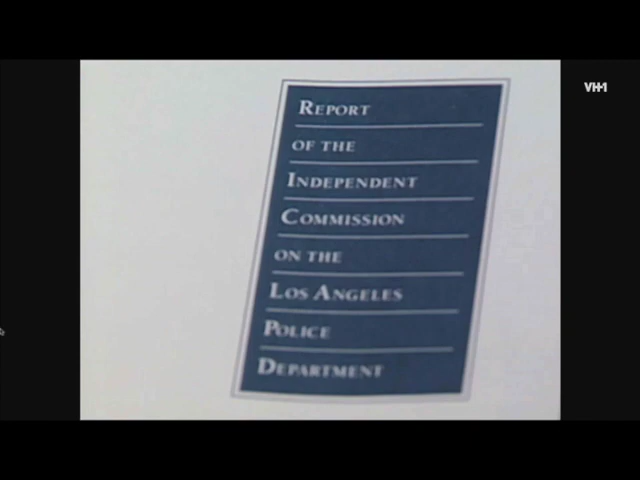 VH1
REPORT
OF THE
INDEPENDENT
COMMISSION
ON THE
LOS ANGELES
POLICE
DEPARTMENT